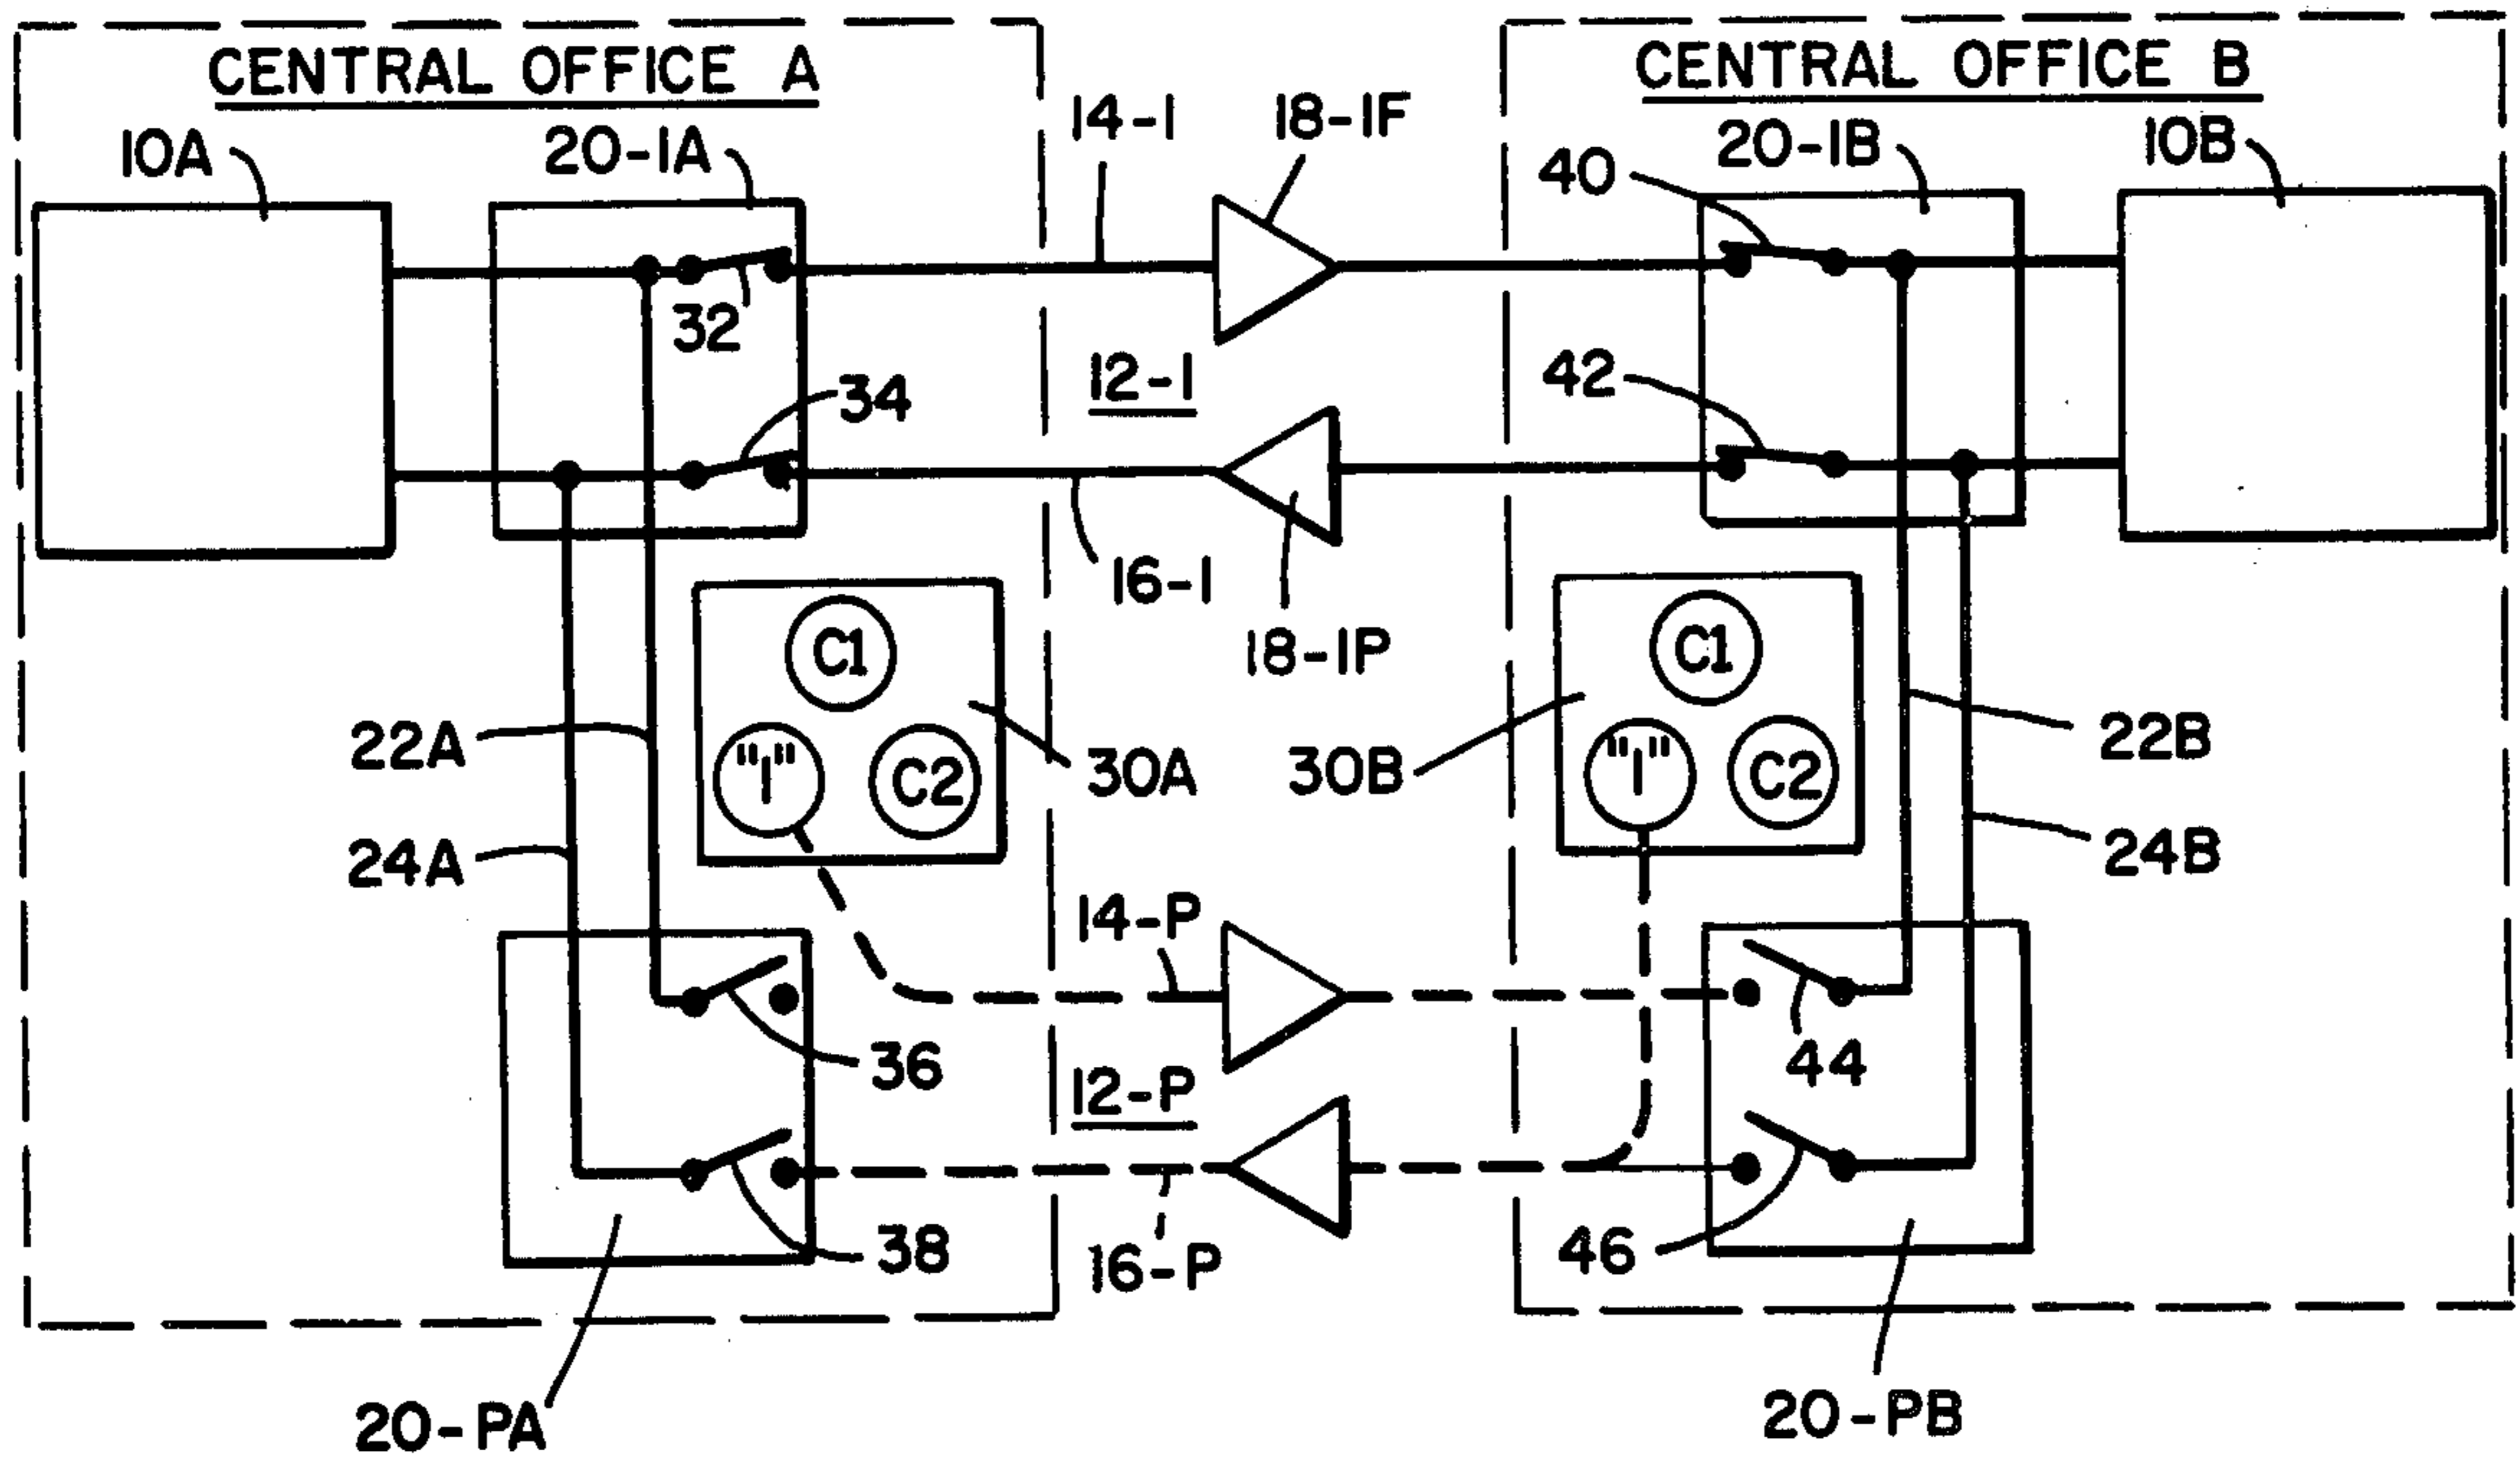 CENTRAL OFFICE A
CENTRAL OFFICE B
10A
20-1A
14-1
18-1F
40
20-1B
10B
32
34
12-1
42
16-1
18-1P
C1
"1"
C2
C1
"1"
C2
22A
30A
30B
22B
24A
24B
14-P
36
12-P
44
38
16-P
46
20-PA
20-PB